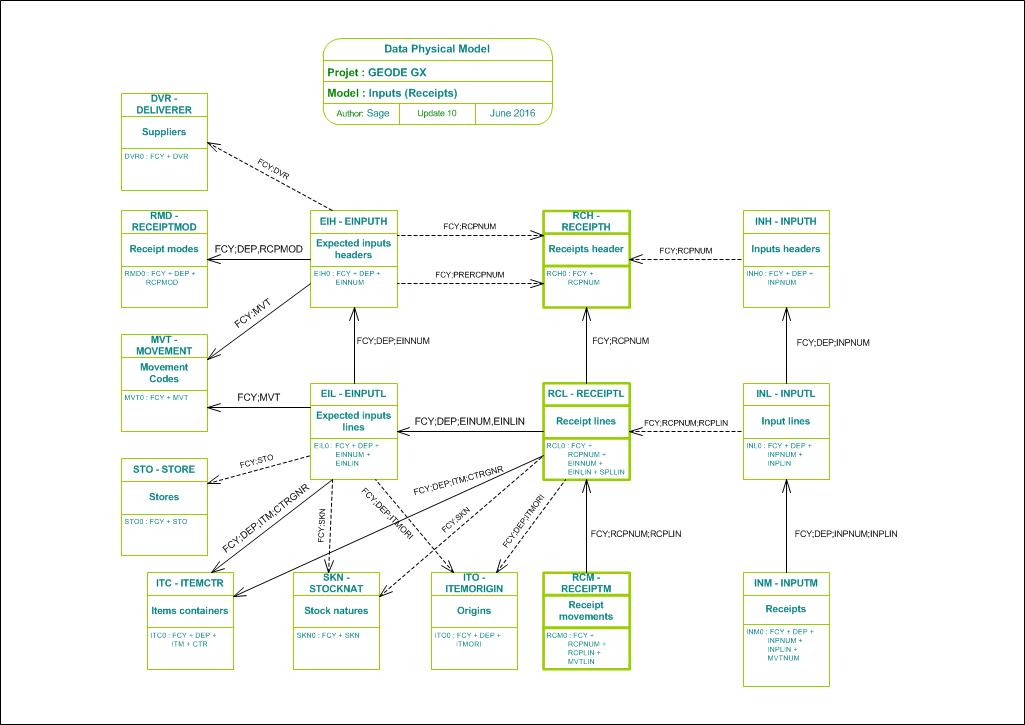 Data Physical Model
Projet : GEODE GX
Model : Inputs (Receipts)
Author: Sage
Update 10
June 2016
DVR -
DELIVERER
Suppliers
DVR0 : FCY + DVR
FCY;DVR
RMD -
RECEIPTMOD
Receipt modes
RMD0 : FCY + DEP +
RCPMOD
FCY;DEP,RCPMOD
EIH - EINPUTH
Expected inputs
headers
EIH0 : FCY + DEP +
EINNUM
FCY;RCPNUM
FCY;PRERCPNUM
RCH -
RECEIPTH
Receipts header
RCH0 : FCY +
RCPNUM
FCY;RCPNUM
INH - INPUTH
Inputs headers
INH0 : FCY + DEP +
INPNUM
FCY;MVT
MVT -
MOVEMENT
Movement
Codes
MVT0 : FCY + MVT
FCY;DEP;EINNUM
FCY;RCPNUM
FCY;DEP;INPNUM
FCY;MVT
EIL - EINPUTL
Expected inputs
lines
EIL0 : FCY + DEP +
EINNUM +
EINLIN
FCY;DEP;EINUM,EINLIN
RCL - RECEIPTL
Receipt lines
RCL0 : FCY +
RCPNUM +
EINNUM +
EINLIN + SPLLIN
FCY;RCPNUM;RCPLIN
INL - INPUTL
Input lines
INL0 : FCY + DEP +
INPNUM +
INPLIN
STO - STORE
Stores
STO0 : FCY + STO
FCY;STO
FCY;DEP;ITM;CTRGNR
FCY;SKN
FCY;DEP;ITMORI
FCY;DEP;ITM;CTRGNR
FCY;SKN
FCY;DEP;ITMORI
FCY;RCPNUM;RCPLIN
FCY;DEP;INPNUM;INPLIN
ITC - ITEMCTR
Items containers
ITC0 : FCY + DEP +
ITM + CTR
SKN -
STOCKNAT
Stock natures
SKN0 : FCY + SKN
ITO -
ITEMORIGIN
Origins
ITC0 : FCY + DEP +
ITMORI
RCM -
RECEIPTM
Receipt
movements
RCM0 : FCY +
RCPNUM +
RCPLIN +
MVTLIN
INM - INPUTM
Receipts
INM0 : FCY + DEP +
INPNUM +
INPLIN +
MVTNUM